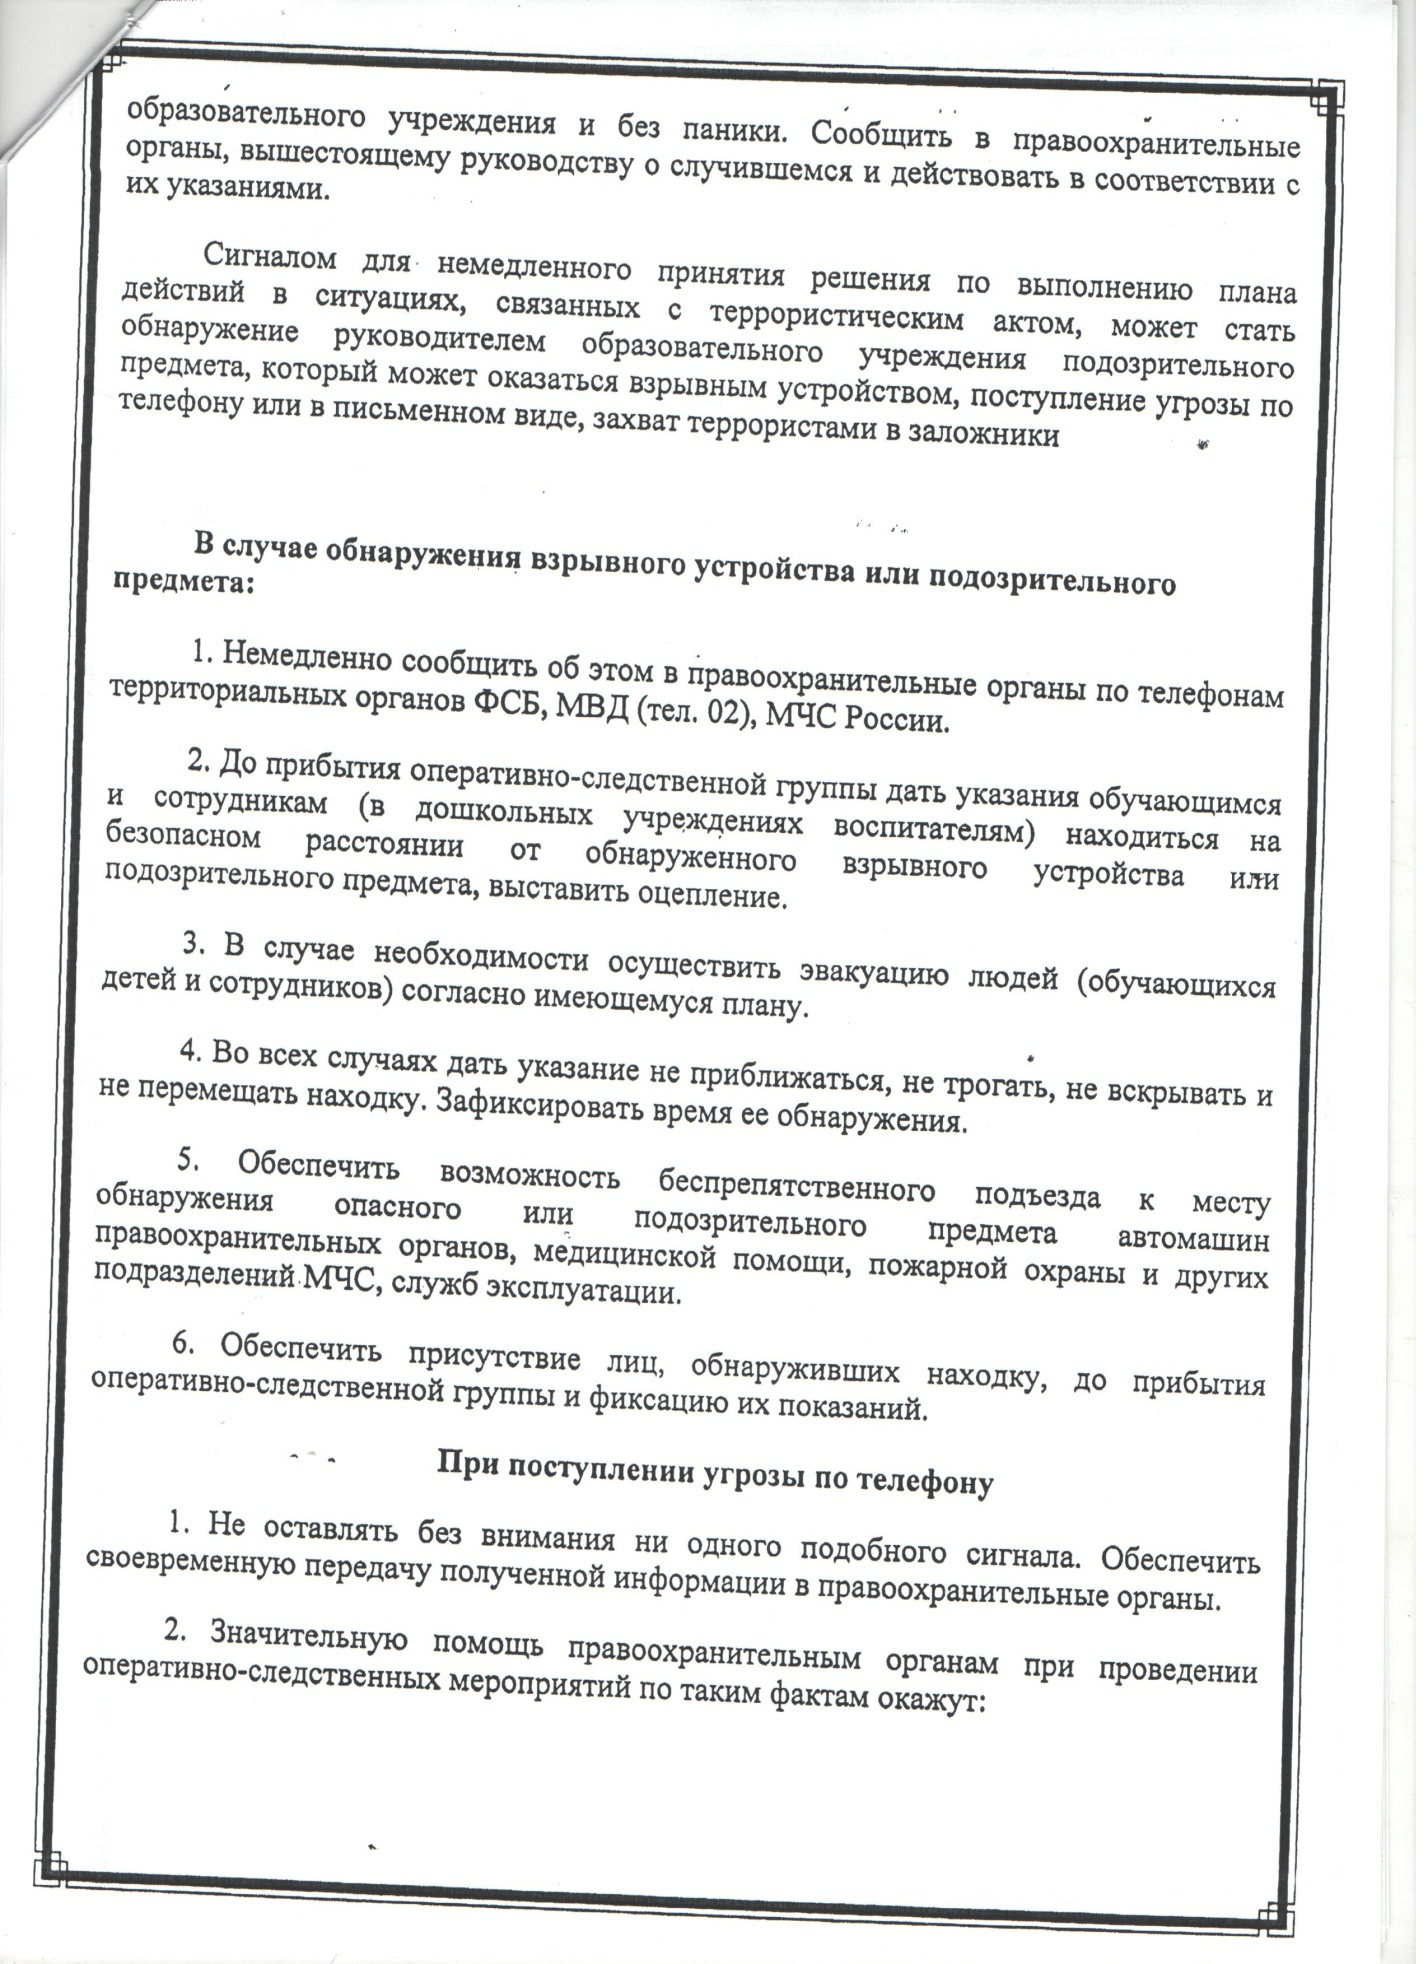 образовательного учреждения и без паники. Сообщить в правоохранительные
органы, вышестоящему руководству о случившемся и действовать в соответствии с
их указаниями.
Сигналом для немедленного принятия решения по выполнению плана
действий в ситуациях, связанных с террористическим актом, может стать
обнаружение руководителем образовательного учреждения подозрительного
предмета, который может оказаться взрывным устройством, поступление угрозы по
телефону или в письменном виде, захват террористами в заложники
В случае обнаружения взрывного устройства или подозрительного
предмета:
1. Немедленно сообщить об этом в правоохранительные органы по телефонам
территориальных органов ФСБ, МВД (тел. 02), МЧС России.
2. До прибытия оперативно-следственной группы дать указания обучающимся
и сотрудникам (в дошкольных учреждениях воспитателям) находиться на
безопасном расстоянии от обнаруженного взрывного устройства или
подозрительного предмета, выставить оцепление.
3. В случае необходимости осуществить эвакуацию людей (обучающихся
детей и сотрудников) согласно имеющемуся плану.
4. Во всех случаях дать указание не приближаться, не трогать, не вскрывать и
не перемещать находку. Зафиксировать время ее обнаружения.
5. Обеспечить возможность беспрепятственного подъезда к месту
обнаружения опасного или подозрительного предмета автомашин
правоохранительных органов, медицинской помощи, пожарной охраны и других
подразделений МЧС, служб эксплуатации.
6. Обеспечить присутствие лиц, обнаруживших находку, до прибытия
оперативно-следственной группы и фиксацию их показаний.
При поступлении угрозы по телефону
1. Не оставлять без внимания ни одного подобного сигнала. Обеспечить
своевременную передачу полученной информации в правоохранительные органы.
2. Значительную помощь правоохранительным органам при проведении
оперативно-следственных мероприятий по таким фактам окажут: